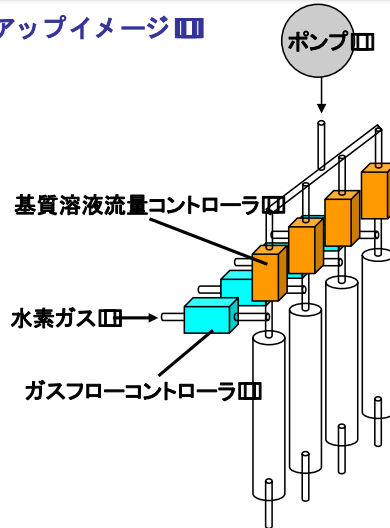 アップイメージ
ポンプ
基質溶液流量コントローラ
水素ガス
ガスフローコントローラ